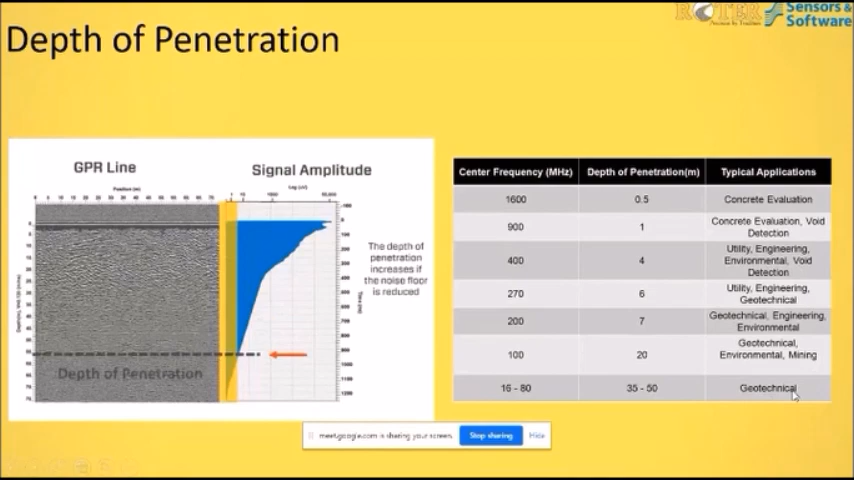 Depth of Penetration
ROTER
Sensors &
Software
GPR Line
Signal Amplitude
Position (m)
Log (nV)
The depth of
penetration
increases if
the noise floor
is reduced
Depth of Penetration
Center Frequency (MHz) Depth of Penetration(m) Typical Applications
1600 0.5 Concrete Evaluation
900 1 Concrete Evaluation, Void
Detection
400 4 Utility, Engineering,
Environmental, Void
Detection
270 6 Utility, Engineering,
Geotechnical
200 7 Geotechnical, Engineering,
Environmental
100 20 Geotechnical,
Environmental, Mining
16 - 80 35 - 50 Geotechnical
meet.google.com is sharing your screen. Stop sharing Hide